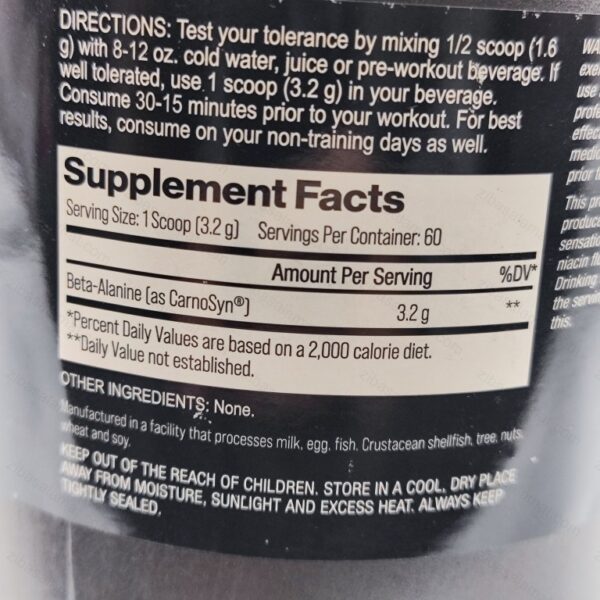 DIRECTIONS: Test your tolerance by mixing 1/2 scoop (1.6
g) with 8-12 oz. cold water, juice or pre-workout beverage. If
well tolerated, use 1 scoop (3.2 g) in your beverage.
Consume 30-15 minutes prior to your workout. For best
results, consume on your non-training days as well.
Supplement Facts
Serving Size: 1 Scoop (3.2 g) Servings Per Container: 60
Amount Per Serving %DV*
Beta-Alanine (as CarnoSyn®) 3.2 g **
*Percent Daily Values are based on a 2,000 calorie diet.
**Daily Value not established.
OTHER INGREDIENTS: None.
Manufactured in a facility that processes milk, egg, fish, Crustacean shellfish, tree, nuts,
wheat and soy.
KEEP OUT OF THE REACH OF CHILDREN. STORE IN A COOL, DRY PLACE
AWAY FROM MOISTURE, SUNLIGHT AND EXCESS HEAT. ALWAYS KEEP
TIGHTLY SEALED.
use
prior
This
niacin
Drinking
this.